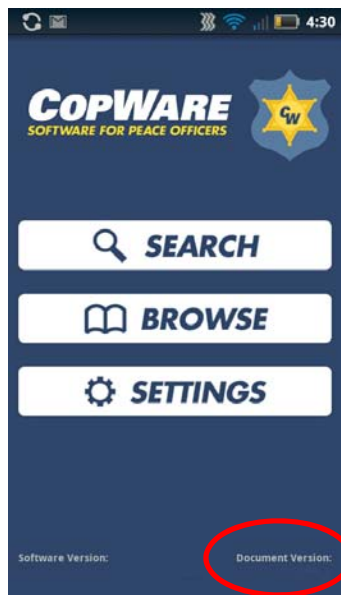 4:30
COPWARE
SOFTWARE FOR PEACE OFFICERS
CW
SEARCH
BROWSE
SETTINGS
Software Version:
Document Version: